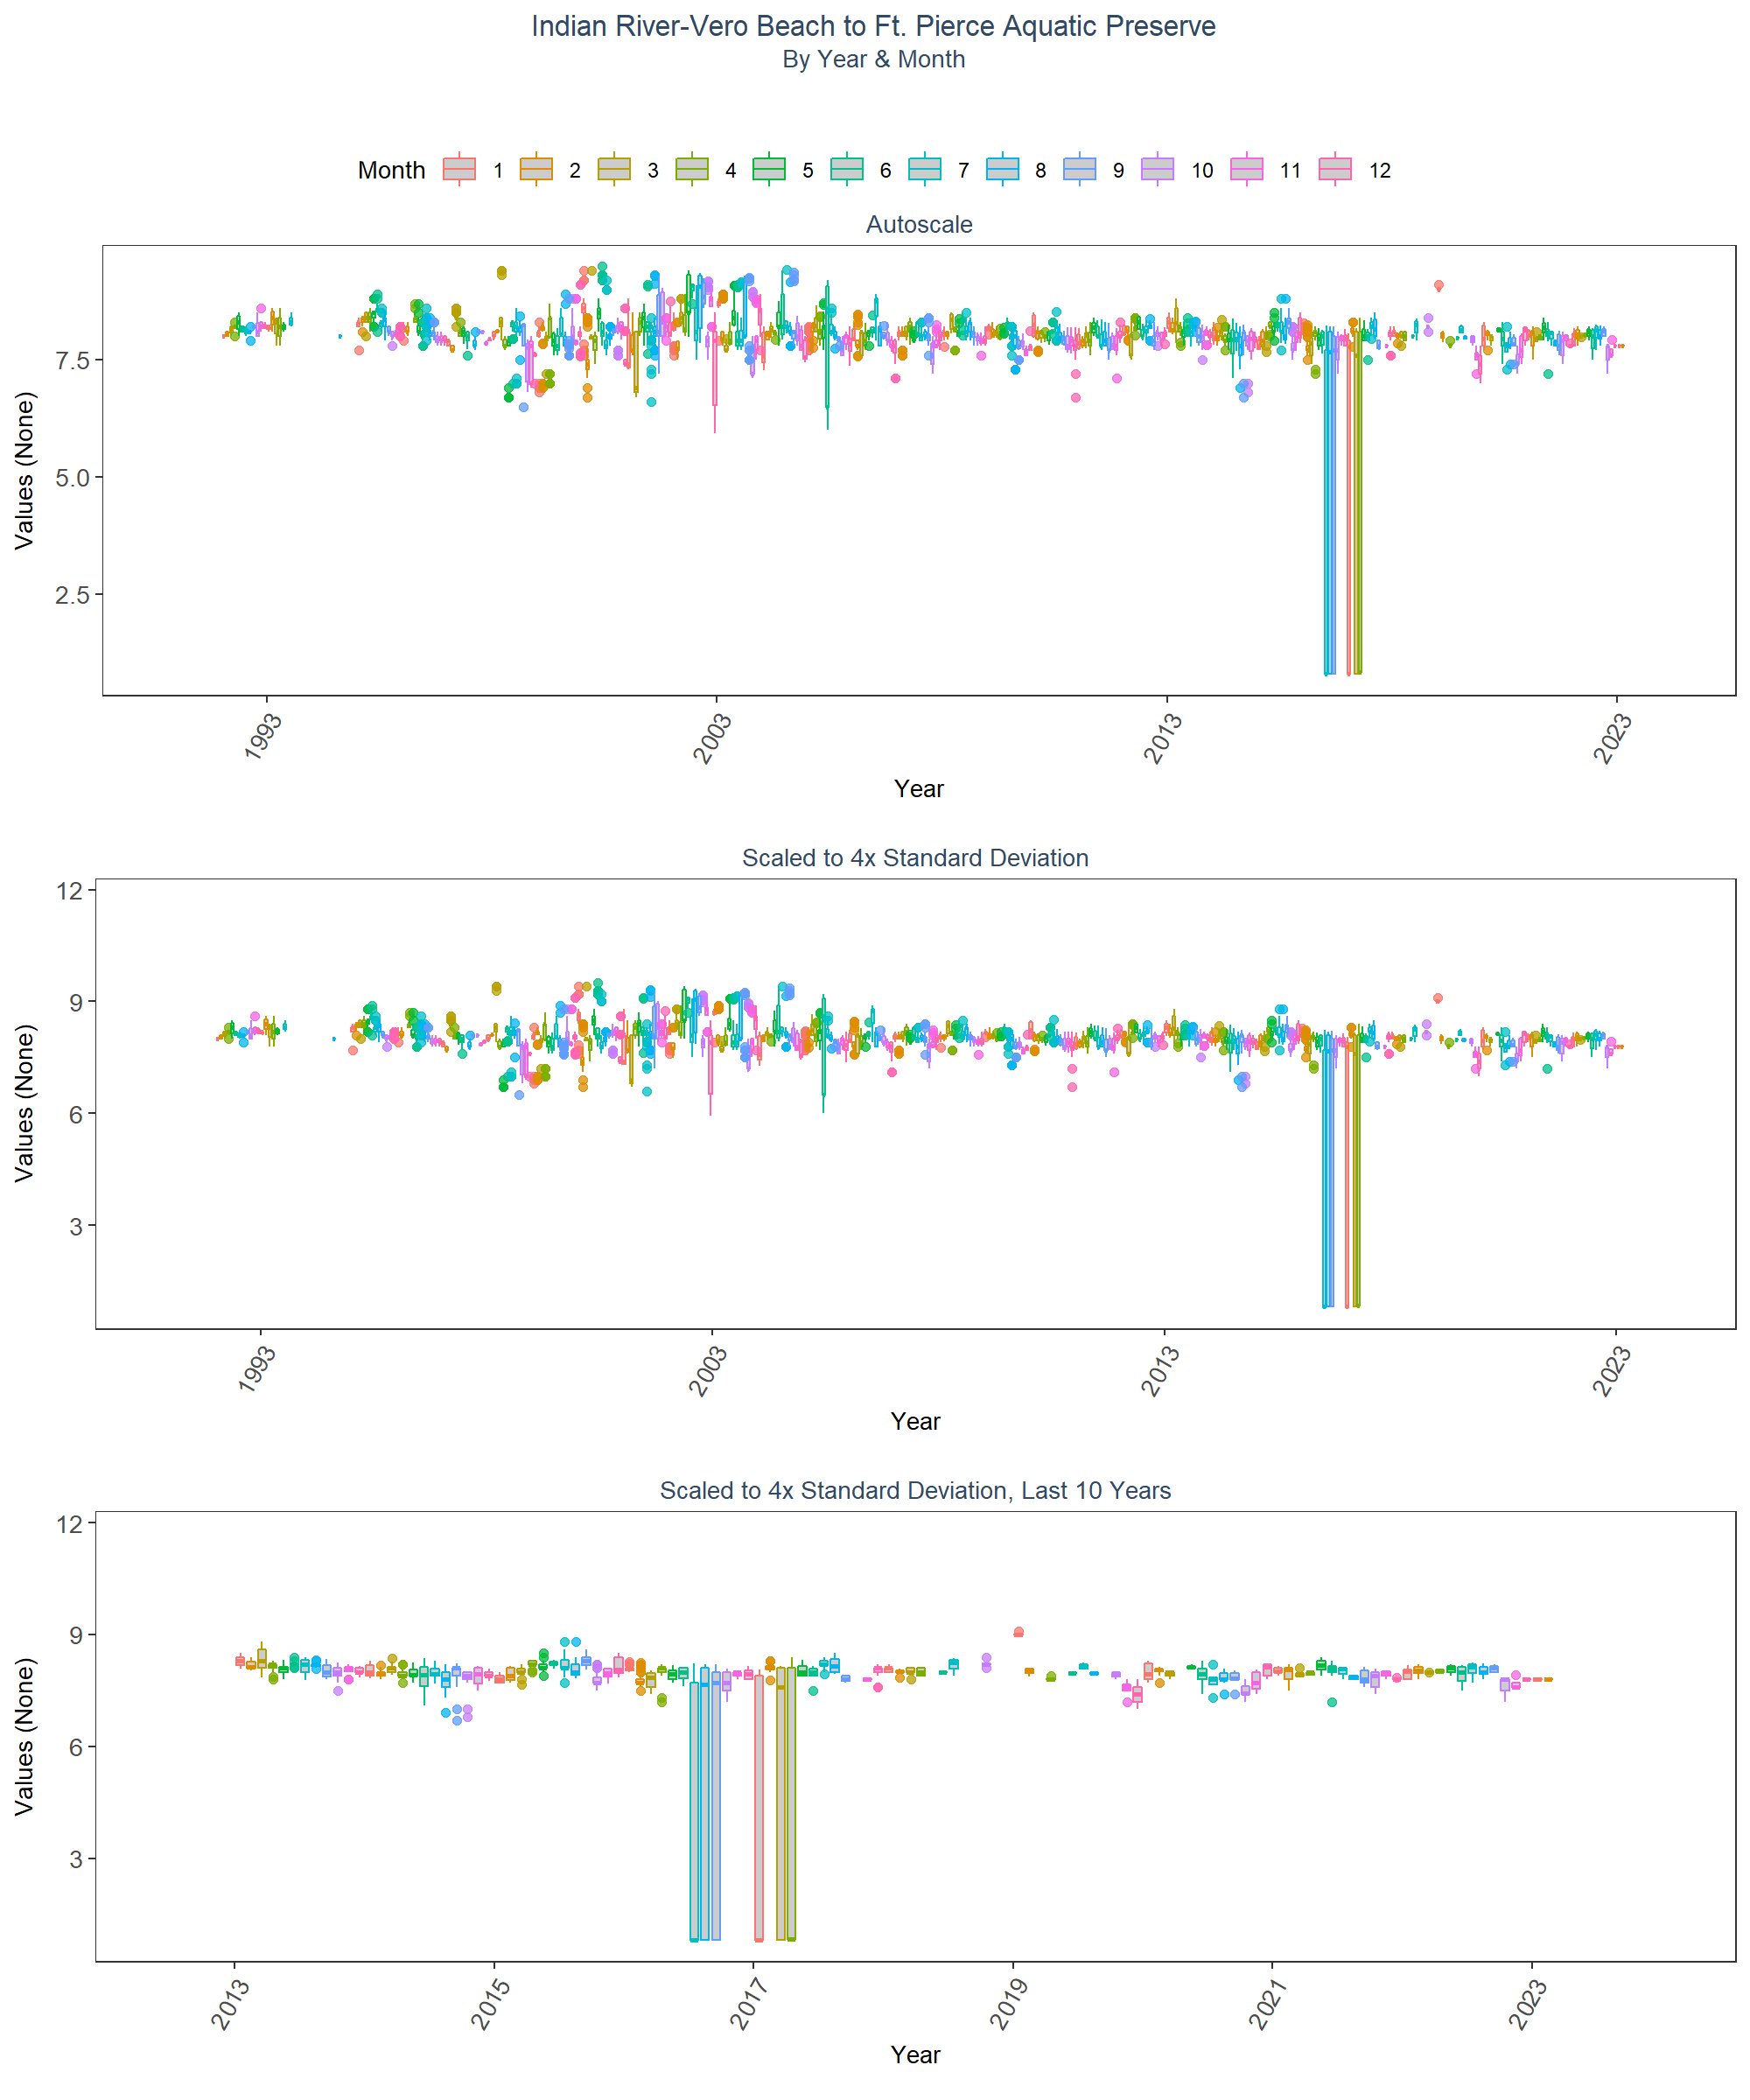 Indian River-Vero Beach to Ft. Pierce Aquatic Preserve
By Year & Month
Month 1 2 3 4 5 6 7 8 9 10 11 12
Autoscale
7.5
5.0
2.5
Values (None)
1993 2003 2013 2023
Year
Scaled to 4x Standard Deviation
12
9
6
3
Values (None)
1993 2003 2013 2023
Year
Scaled to 4x Standard Deviation, Last 10 Years
12
9
6
3
Values (None)
2013 2015 2017 2019 2021 2023
Year